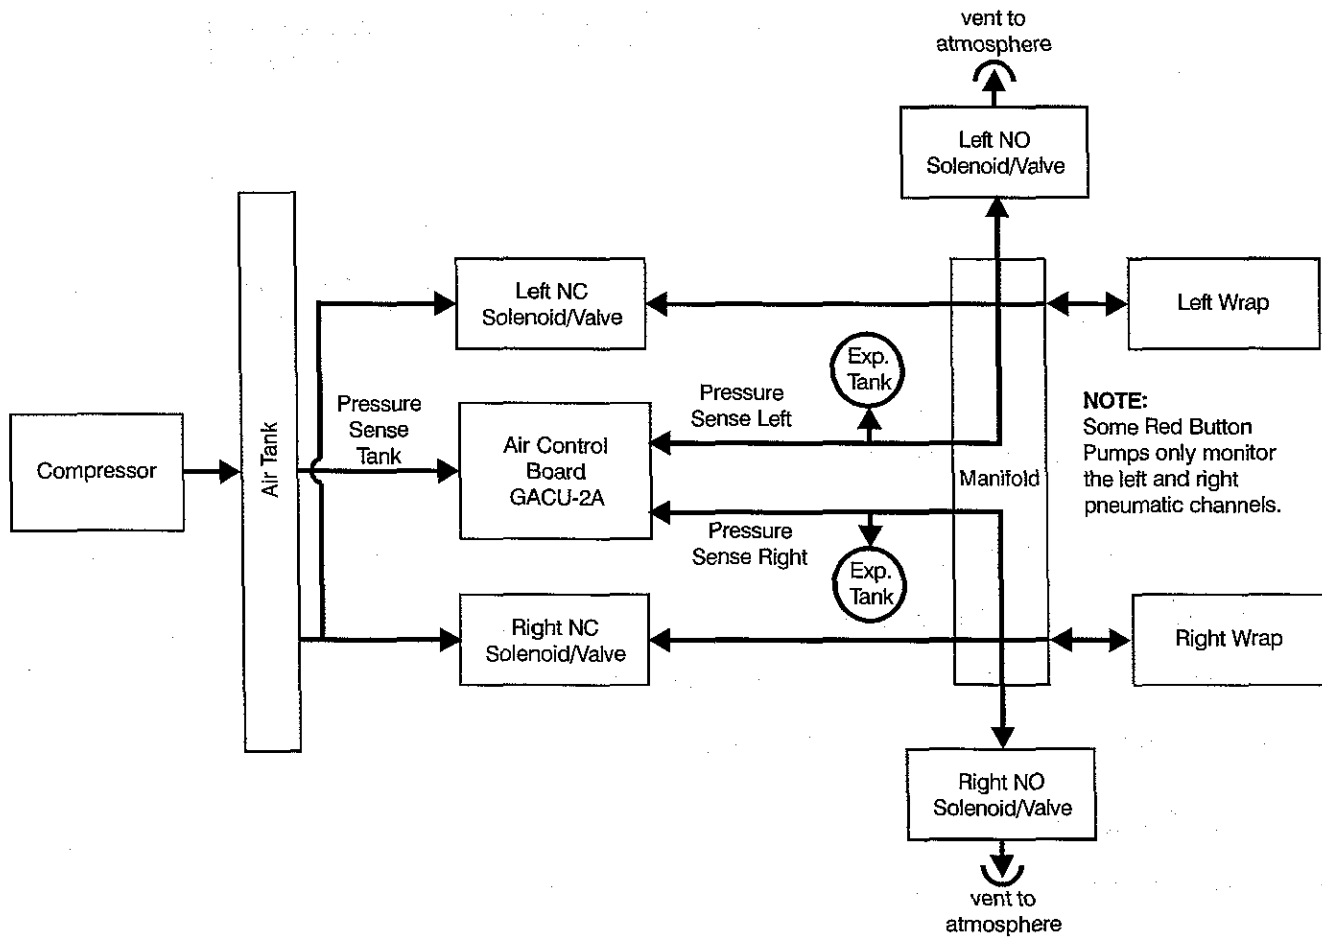 vent to
atmosphere
Left NO
Solenoid/Valve
Left NC
Solenoid/Valve
Left Wrap
Exp.
Tank
Pressure
Sense Left
Pressure
Sense
Tank
NOTE:
Some Red Button
Pumps only monitor
the left and right
pneumatic channels.
Compressor
Air Tank
Air Control
Board
GACU-2A
Manifold
Pressure
Sense Right
Exp.
Tank
Right NC
Solenoid/Valve
Right Wrap
Right NO
Solenoid/Valve
vent to
atmosphere